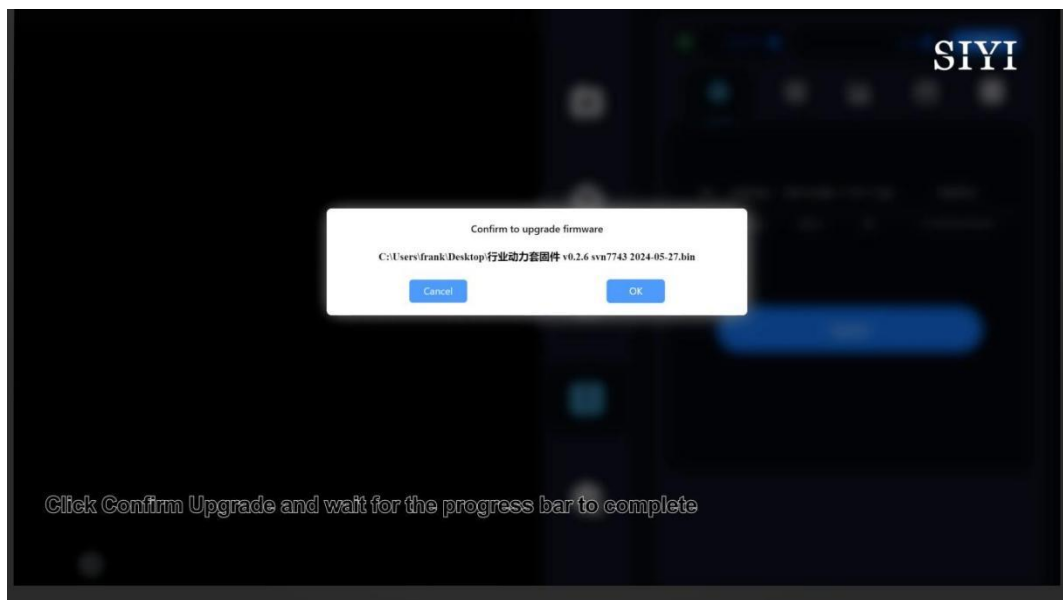 SIYI
Confirm to upgrade firmware
C:\Users\frank\Desktop\行业动力套固件 v0.2.6 svn7743 2024-05-27.bin
Cancel
OK
Click Confirm Upgrade and wait for the progress bar to complete